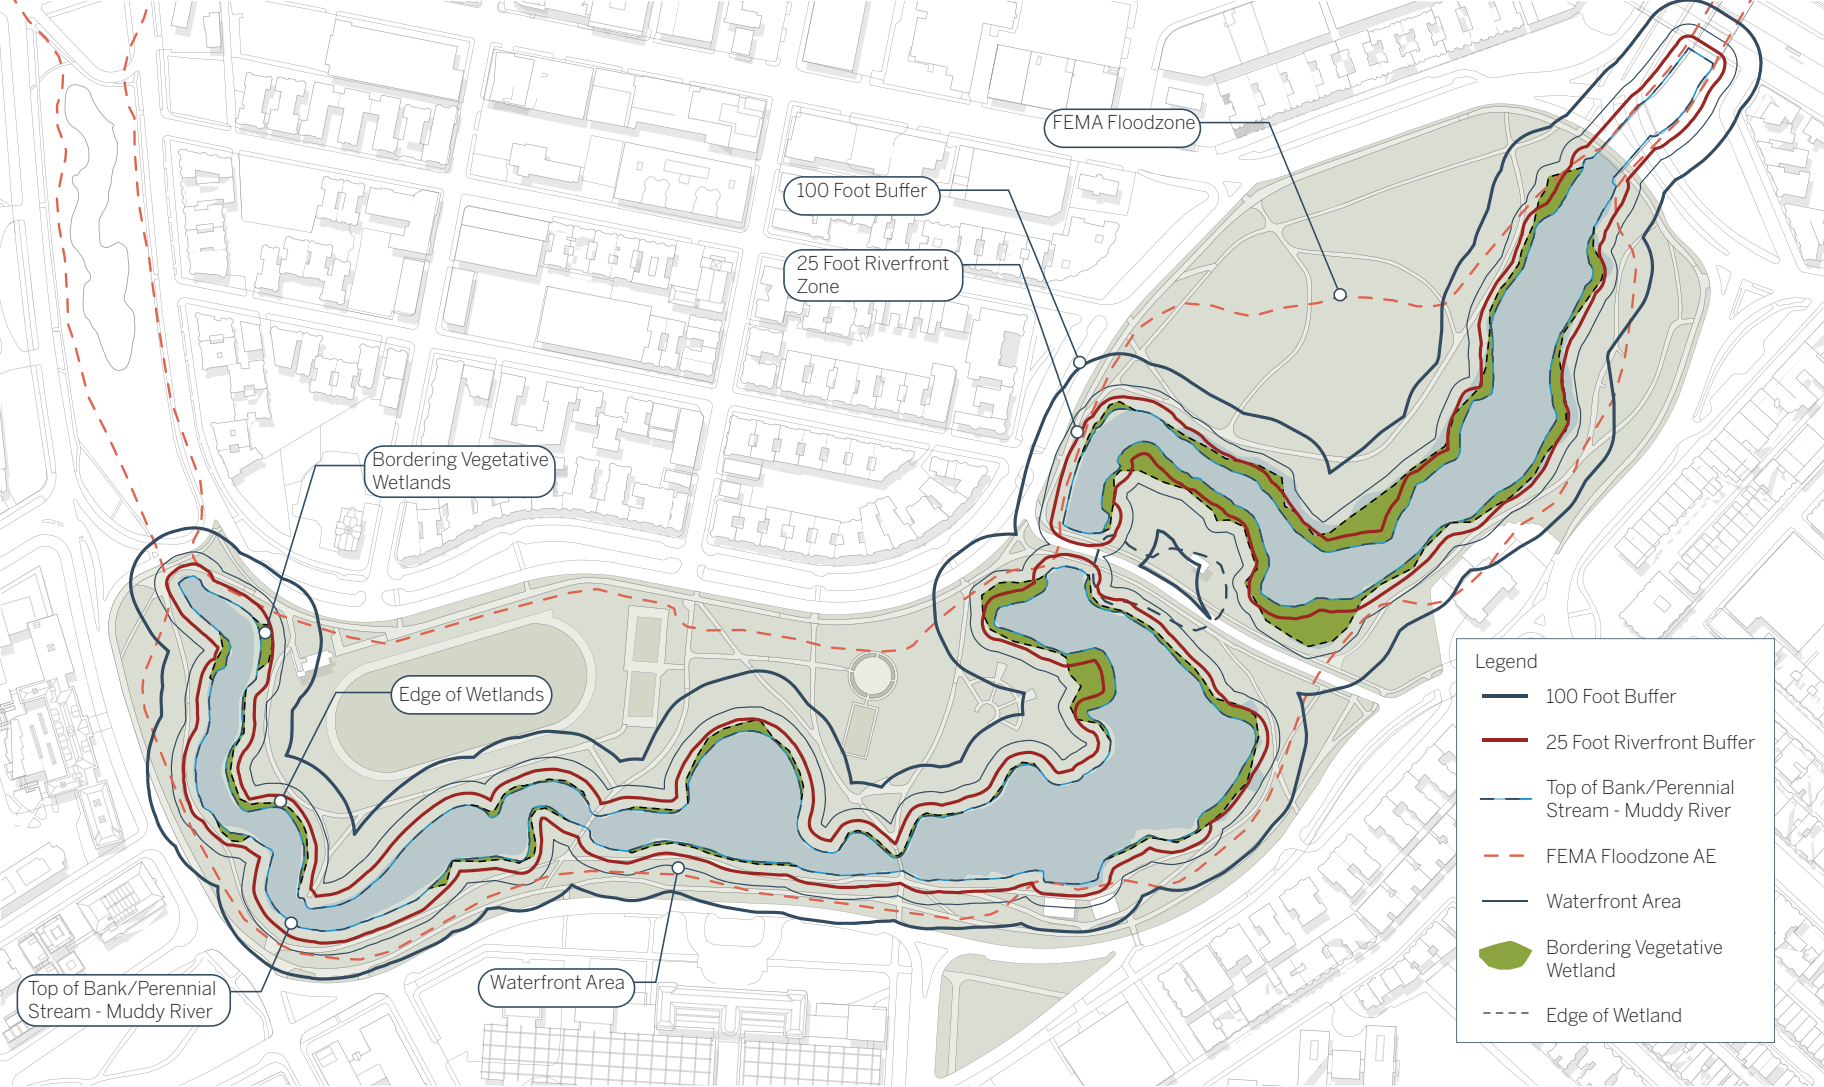 FEMA Floodzone
100 Foot Buffer
25 Foot Riverfront
Zone
Bordering Vegetative
Wetlands
Edge of Wetlands
Top of Bank/Perennial
Stream - Muddy River
Waterfront Area
Legend
100 Foot Buffer
25 Foot Riverfront Buffer
Top of Bank/Perennial
Stream - Muddy River
FEMA Floodzone AE
Waterfront Area
Bordering Vegetative
Wetland
Edge of Wetland